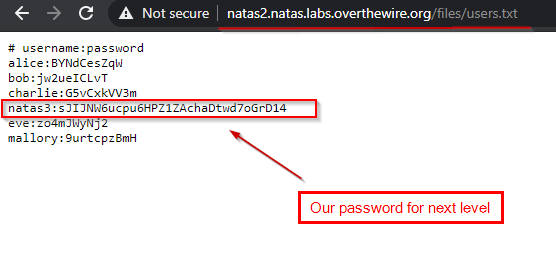 Not secure | natas2.natas.labs.overthewire.org/files/users.txt
# username:password
alice:BYNdCesZqW
bob:jw2ueICLvT
charlie:G5vCxkVV3m
natas3:sJIJNW6ucpu6HPZ1ZAchaDtwd7oGrD14
eve:zo4mJWyNj2
mallory:9urtcpzBmH
Our password for next level